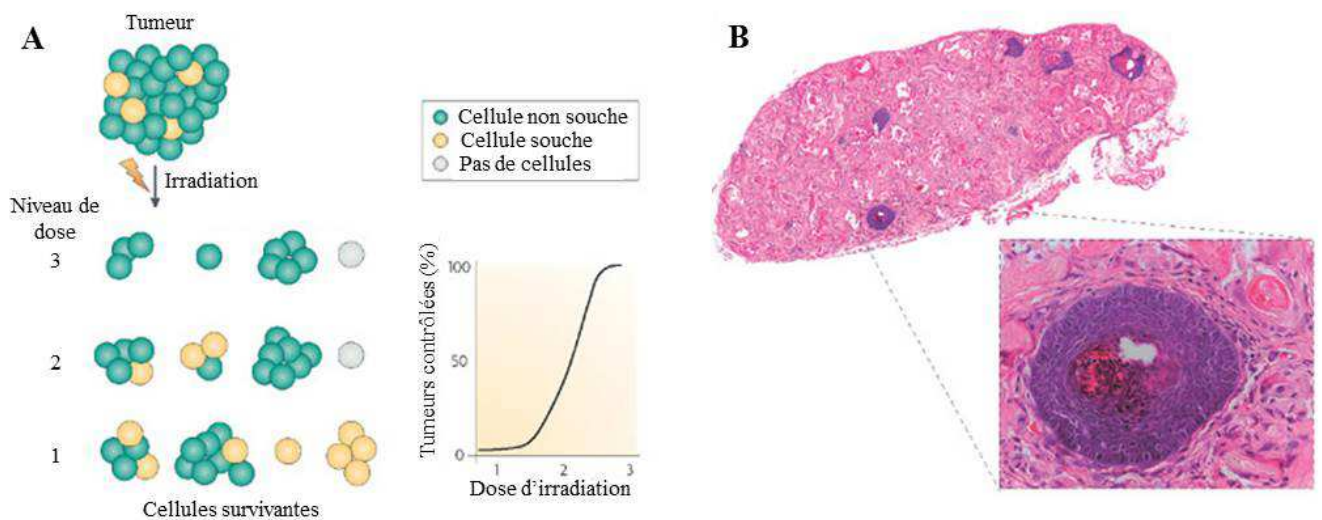 A
Tumeur
Irradiation
Niveau de
dose
3
2
1
Cellules survivantes
Cellule non souche
Cellule souche
Pas de cellules
Tumeurs contrôlées (%)
100
50
0
1 2 3
Dose d'irradiation
B